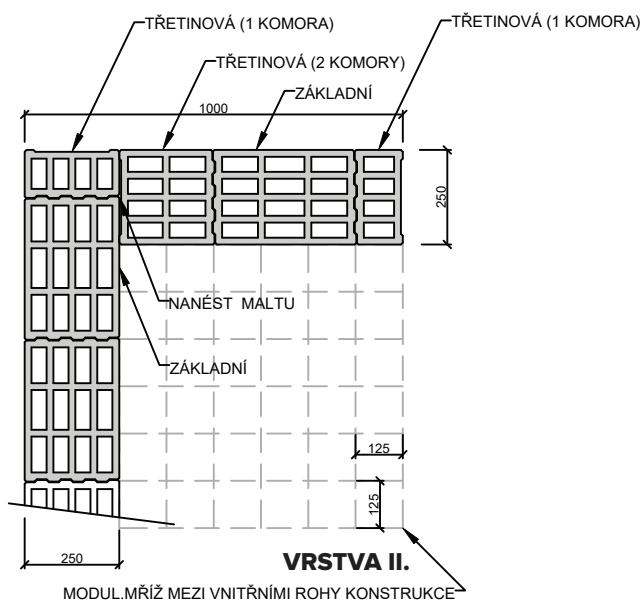 TŘETINOVÁ (1 KOMORA)
TŘETINOVÁ (1 KOMORA)
TŘETINOVÁ (2 KOMORY)
ZÁKLADNÍ
1000
250
NANÉST MALTU
ZÁKLADNÍ
125
125
250
VRSTVA II.
MODUL.MŘÍŽ MEZI VNITŘNÍMI ROHY KONSTRUKCE